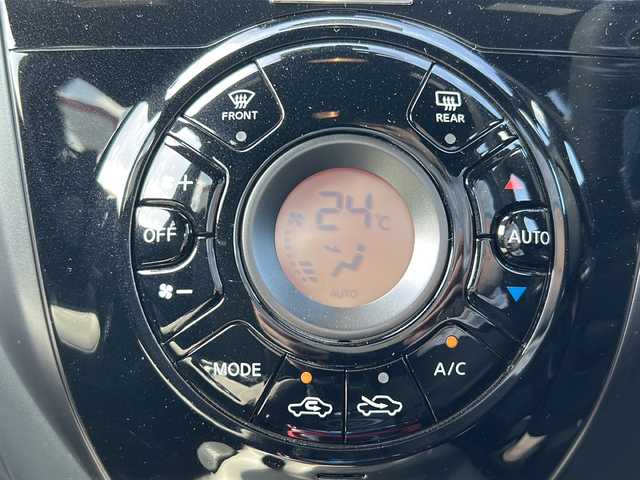 FRONT
REAR
24°C
+
OFF
AUTO
−
AUTO
MODE
A/C